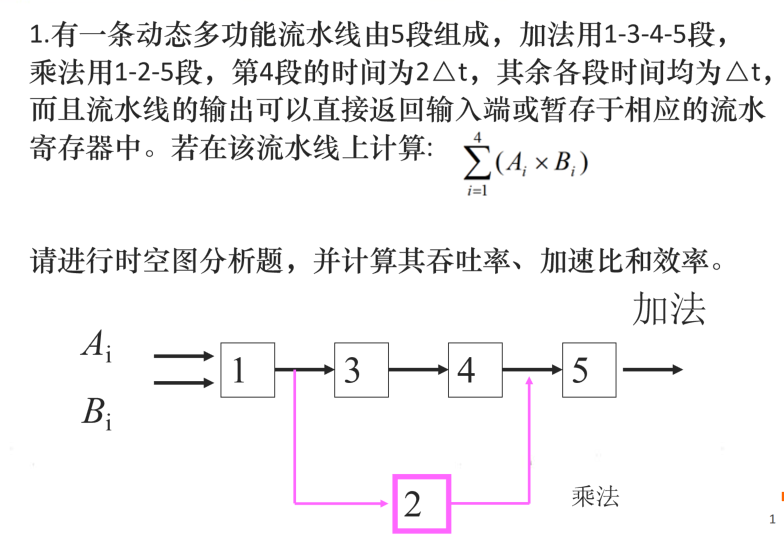 1.有一条动态多功能流水线由5段组成，加法用1-3-4-5段，
乘法用1-2-5段，第4段的时间为2△t，其余各段时间均为△t，
而且流水线的输出可以直接返回输入端或暂存于相应的流水
寄存器中。若在该流水线上计算: $\sum_{i=1}^{4}(A_i \times B_i)$
请进行时空图分析题，并计算其吞吐率、加速比和效率。
加法
A_i
1
3
4
5
B_i
2
乘法
1